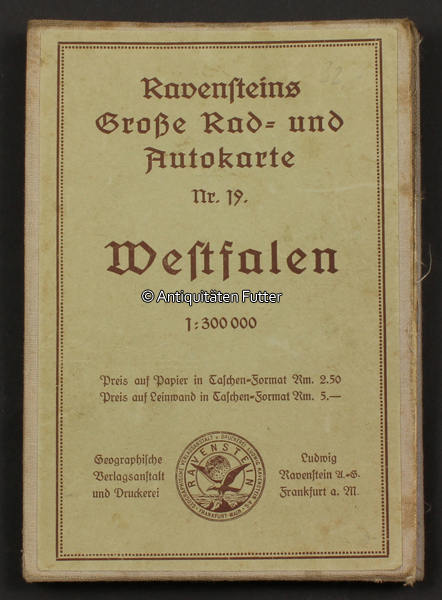 Ravenſteins
Große Rad= und
Autokarte
Nr. 19.
Weſtfalen
© Antiquitäten Futter
1:300 000
Preis auf Papier in Taſchen=Format Rm. 2.50
Preis auf Leinwand in Taſchen=Format Rm. 5.—
Geographiſche
Verlagsanſtalt
und Druckerei
RAVENSTEIN
FRANKFURT-MAIN
Ludwig
Ravenſtein A.=G.
Frankfurt a. M.